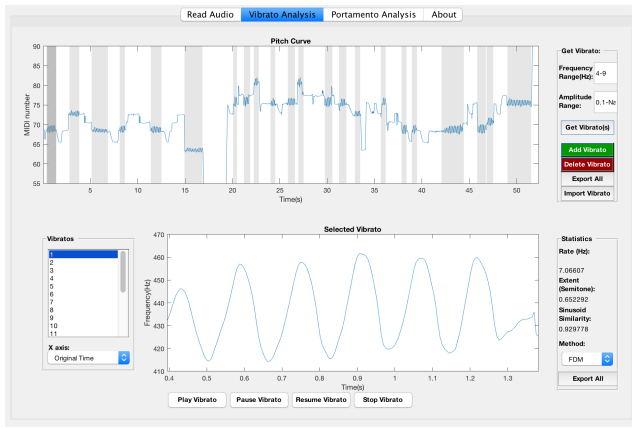 Read Audio Vibrato Analysis Portamento Analysis About
Pitch Curve
90
85
80
75
70
65
60
55
MIDI number
5 10 15 20 25 30 35 40 45 50
Time(s)
Get Vibrato:
Frequency
Range(Hz): 4-9
Amplitude
Range: 0.1-Na
Get Vibrato(s)
Add Vibrato
Delete Vibrato
Export All
Import Vibrato
Vibratos
1
2
3
4
5
6
7
8
9
10
11
X axis:
Original Time
Selected Vibrato
470
460
450
440
430
420
410
Frequency(Hz)
0.4 0.5 0.6 0.7 0.8 0.9 1 1.1 1.2 1.3
Time(s)
Play Vibrato Pause Vibrato Resume Vibrato Stop Vibrato
Statistics
Rate (Hz):
7.06607
Extent
(Semitone):
0.652292
Sinusoid
Similarity:
0.929778
Method:
FDM
Export All